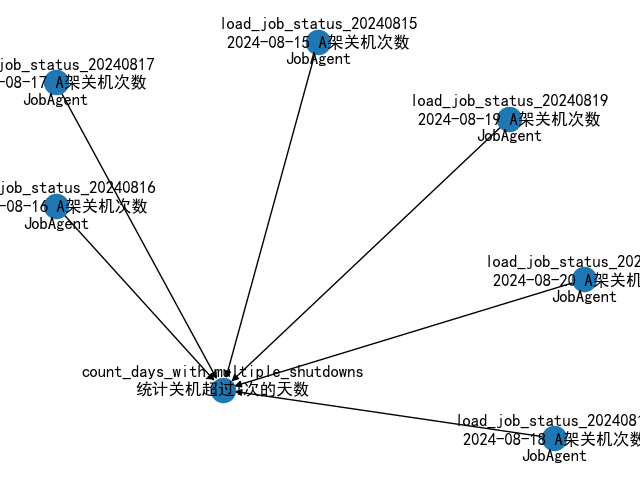 load_job_status_20240815
2024-08-15 A架关机次数
JobAgent
job_status_20240817
-08-17 A架关机次数
JobAgent
load_job_status_20240819
2024-08-19 A架关机次数
JobAgent
job_status_20240816
-08-16 A架关机次数
JobAgent
load_job_status_202
2024-08-20 A架关机
JobAgent
count_days_with_multiple_shutdowns
统计关机超过1次的天数
load_job_status_2024081
2024-08-18 A架关机次数
JobAgent